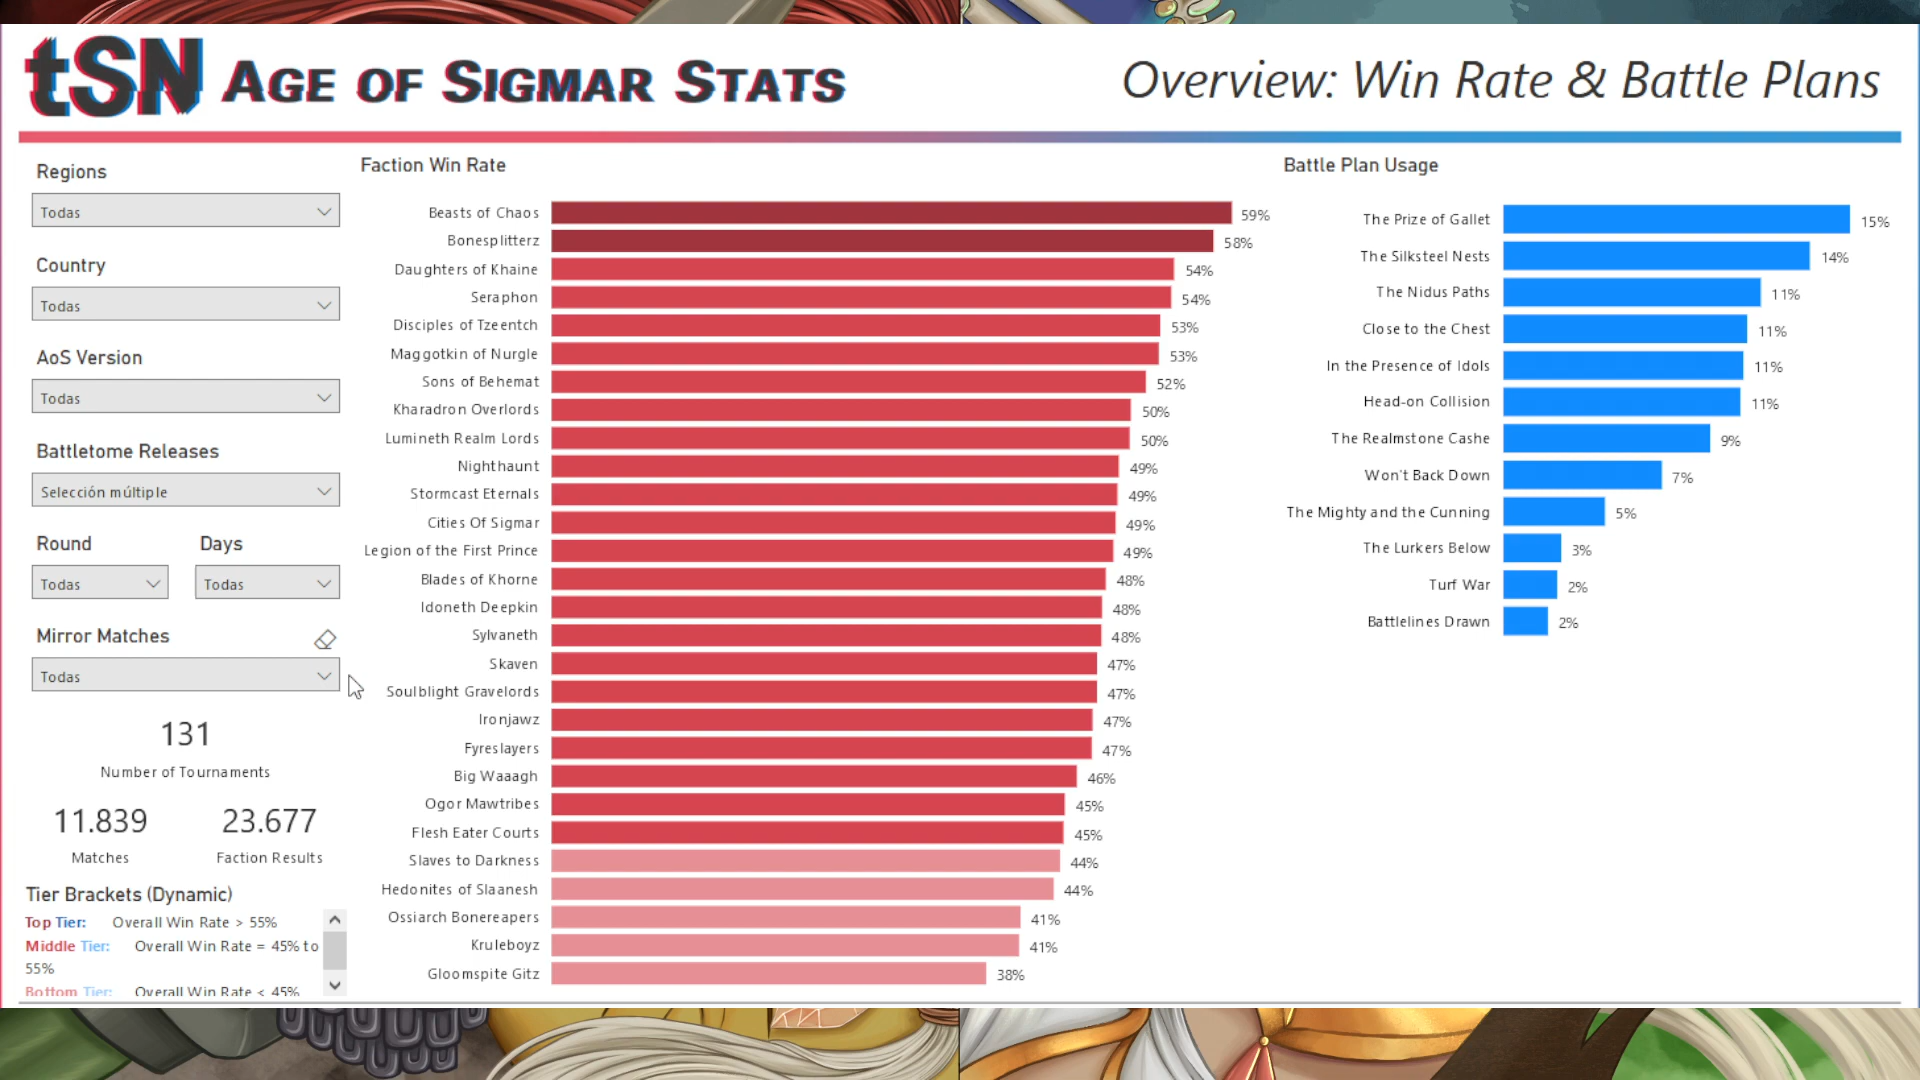 tSN AGE OF SIGMAR STATS
Overview: Win Rate & Battle Plans
Regions
Todas
Country
Todas
AoS Version
Todas
Battletome Releases
Selección múltiple
Round Days
Todas Todas
Mirror Matches
Todas
131
Number of Tournaments
11.839 23.677
Matches Faction Results
Tier Brackets (Dynamic)
Top Tier: Overall Win Rate > 55%
Middle Tier: Overall Win Rate = 45% to
55%
Bottom Tier: Overall Win Rate < 45%
Faction Win Rate
Beasts of Chaos 59%
Bonesplitterz 58%
Daughters of Khaine 54%
Seraphon 54%
Disciples of Tzeentch 53%
Maggotkin of Nurgle 53%
Sons of Behemat 52%
Kharadron Overlords 50%
Lumineth Realm Lords 50%
Nighthaunt 49%
Stormcast Eternals 49%
Cities Of Sigmar 49%
Legion of the First Prince 49%
Blades of Khorne 48%
Idoneth Deepkin 48%
Sylvaneth 48%
Skaven 47%
Soulblight Gravelords 47%
Ironjawz 47%
Fyreslayers 47%
Big Waaagh 46%
Ogor Mawtribes 45%
Flesh Eater Courts 45%
Slaves to Darkness 44%
Hedonites of Slaanesh 44%
Ossiarch Bonereapers 41%
Kruleboyz 41%
Gloomspite Gitz 38%
Battle Plan Usage
The Prize of Gallet 15%
The Silksteel Nests 14%
The Nidus Paths 11%
Close to the Chest 11%
In the Presence of Idols 11%
Head-on Collision 11%
The Realmstone Cashe 9%
Won't Back Down 7%
The Mighty and the Cunning 5%
The Lurkers Below 3%
Turf War 2%
Battlelines Drawn 2%